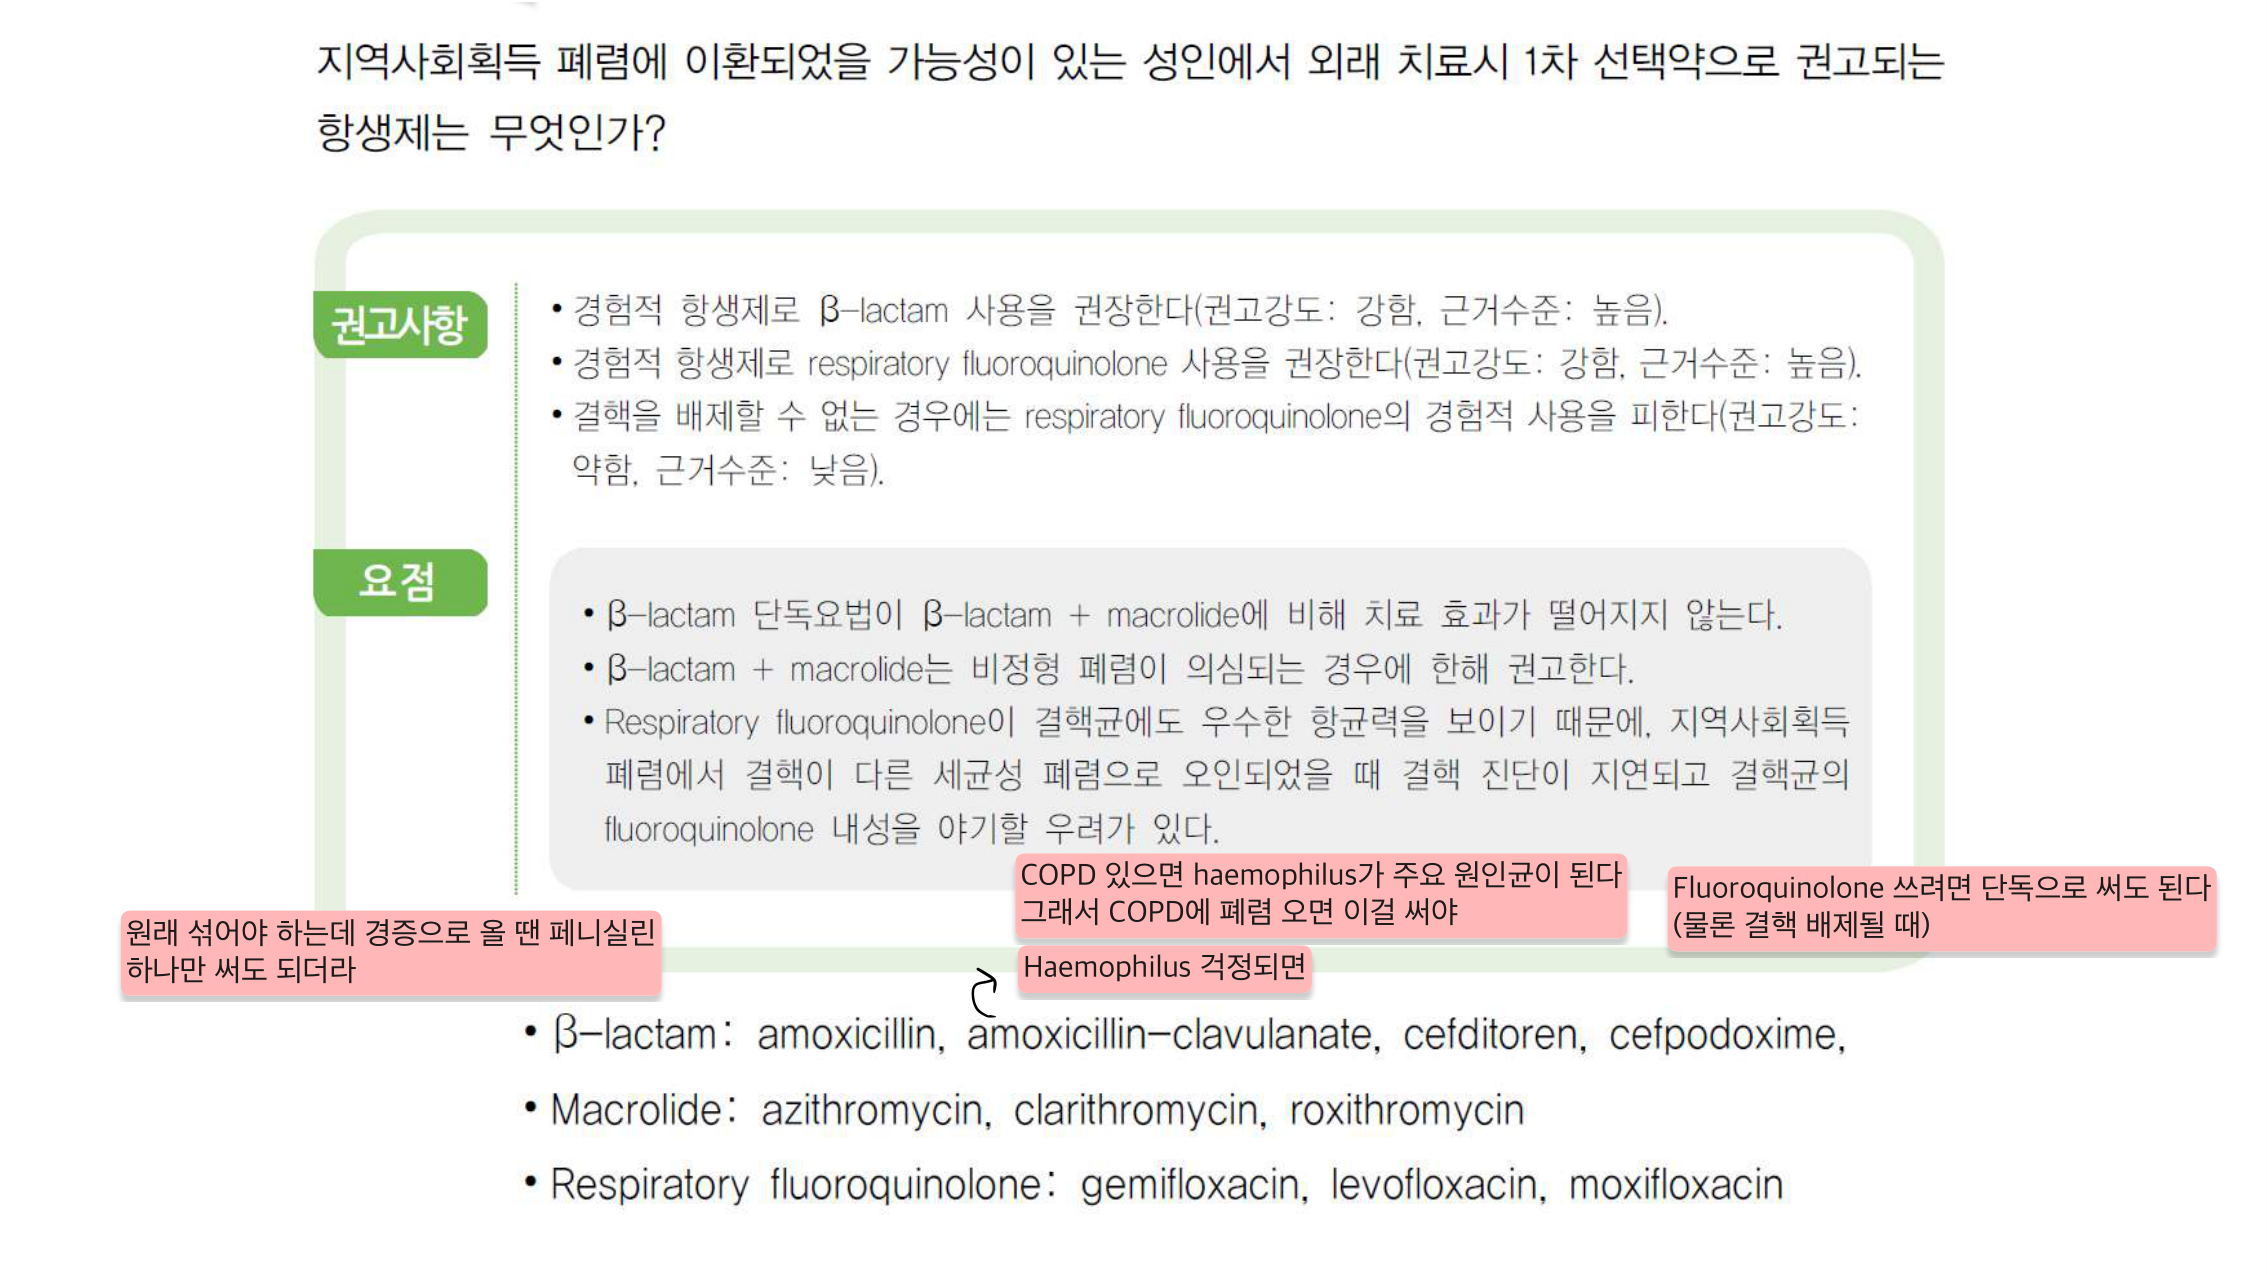 지역사회획득 폐렴에 이환되었을 가능성이 있는 성인에서 외래 치료시 1차 선택약으로 권고되는
항생제는 무엇인가?
권고사항
• 경험적 항생제로 β-lactam 사용을 권장한다(권고강도: 강함, 근거수준: 높음).
• 경험적 항생제로 respiratory fluoroquinolone 사용을 권장한다(권고강도: 강함, 근거수준: 높음).
• 결핵을 배제할 수 없는 경우에는 respiratory fluoroquinolone의 경험적 사용을 피한다(권고강도:
약함, 근거수준: 낮음).
요점
• β-lactam 단독요법이 β-lactam + macrolide에 비해 치료 효과가 떨어지지 않는다.
• β-lactam + macrolide는 비정형 폐렴이 의심되는 경우에 한해 권고한다.
• Respiratory fluoroquinolone이 결핵균에도 우수한 항균력을 보이기 때문에, 지역사회획득
폐렴에서 결핵이 다른 세균성 폐렴으로 오인되었을 때 결핵 진단이 지연되고 결핵균의
fluoroquinolone 내성을 야기할 우려가 있다.
COPD 있으면 haemophilus가 주요 원인균이 된다
그래서 COPD에 폐렴 오면 이걸 써야
Fluoroquinolone 쓰려면 단독으로 써도 된다
(물론 결핵 배제될 때)
원래 섞어야 하는데 경증으로 올 땐 페니실린
하나만 써도 되더라
Haemophilus 걱정되면
• β-lactam: amoxicillin, amoxicillin-clavulanate, cefditoren, cefpodoxime,
• Macrolide: azithromycin, clarithromycin, roxithromycin
• Respiratory fluoroquinolone: gemifloxacin, levofloxacin, moxifloxacin